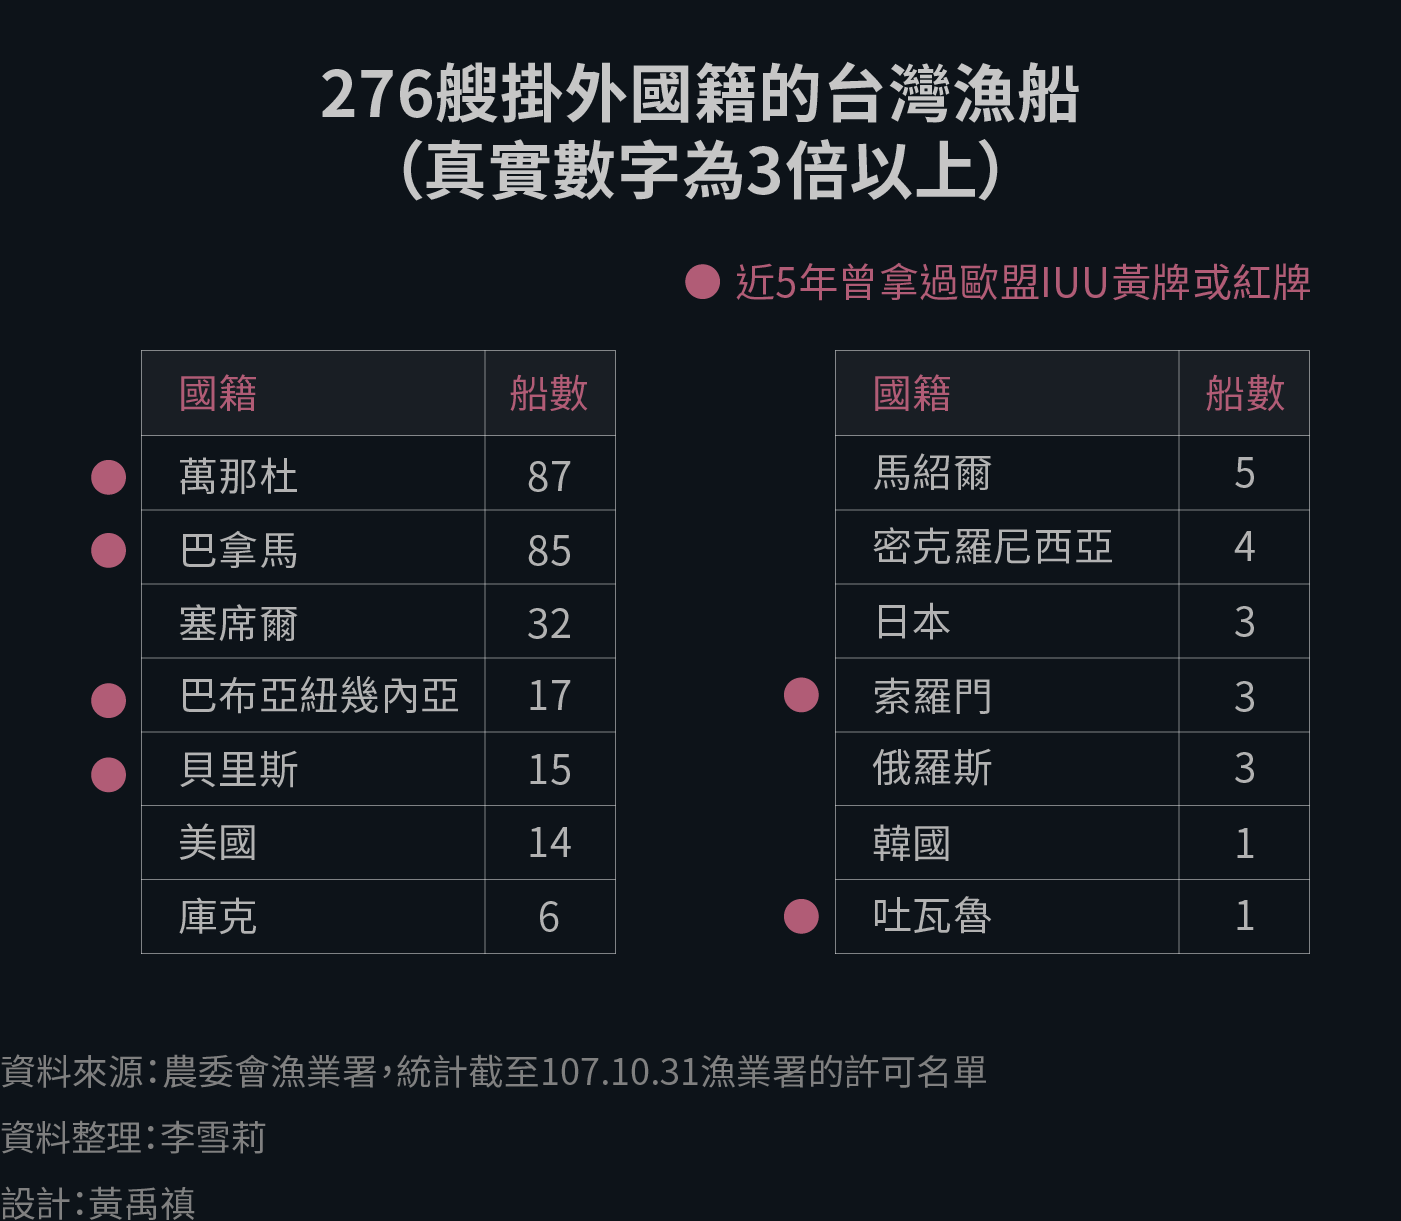 276艘掛外國籍的台灣漁船
（真實數字為3倍以上）
近5年曾拿過歐盟IUU黃牌或紅牌
國籍 船數
萬那杜 87
巴拿馬 85
塞席爾 32
巴布亞紐幾內亞 17
貝里斯 15
美國 14
庫克 6
國籍 船數
馬紹爾 5
密克羅尼西亞 4
日本 3
索羅門 3
俄羅斯 3
韓國 1
吐瓦魯 1
資料來源：農委會漁業署，統計截至107.10.31漁業署的許可名單
資料整理：李雪莉
設計：黃禹禛